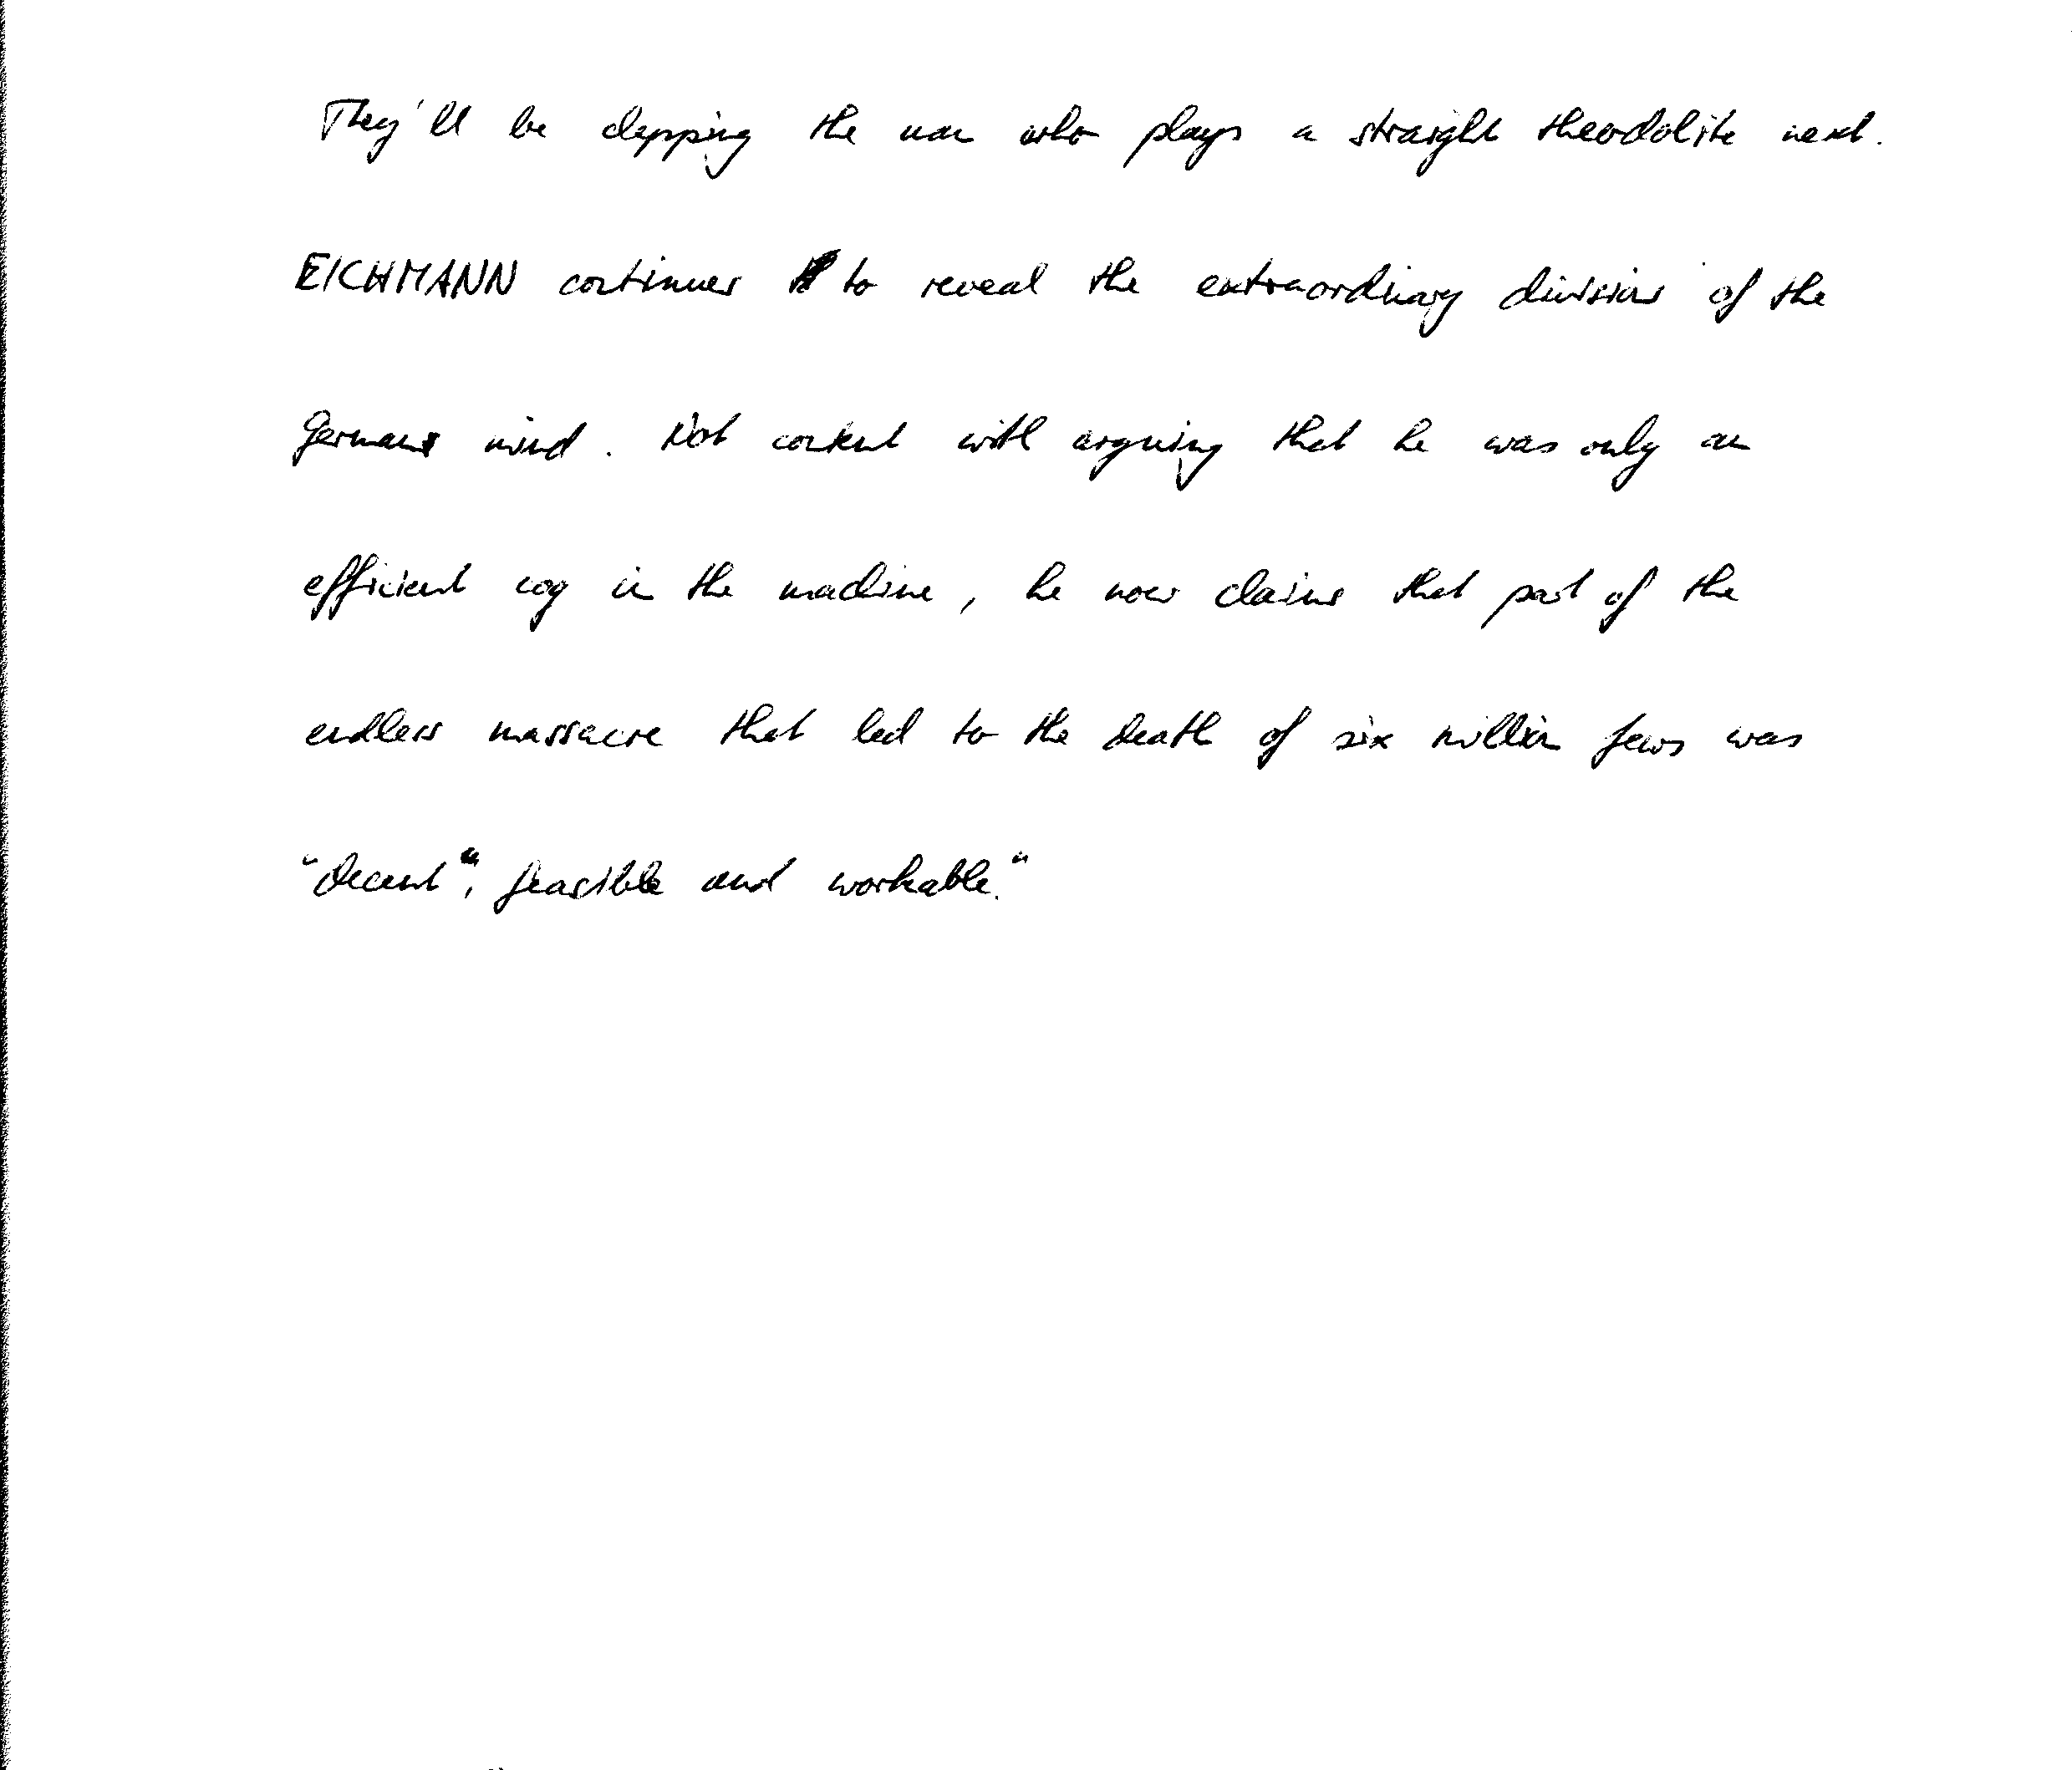 They'll be clapping the man who plays a straight theodolite next.
EICHMANN continues to reveal the extraordinary divisions of the
German mind. Not content with arguing that he was only an
efficient cog in the machine, he now claims that part of the
endless massacre that led to the death of six million Jews was
"decent", feasible and workable."